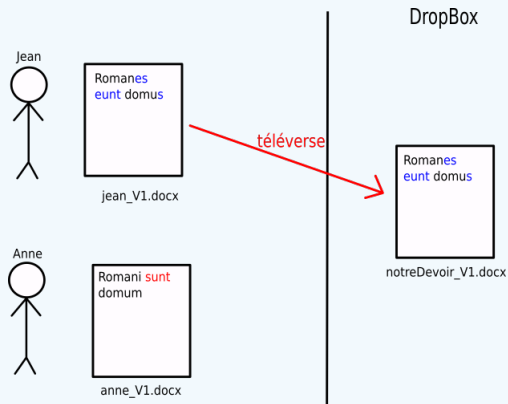 DropBox
Jean
Romanes
eunt domus
jean_V1.docx
téléverse
Romanes
eunt domus
notreDevoir_V1.docx
Anne
Romani sunt
domum
anne_V1.docx